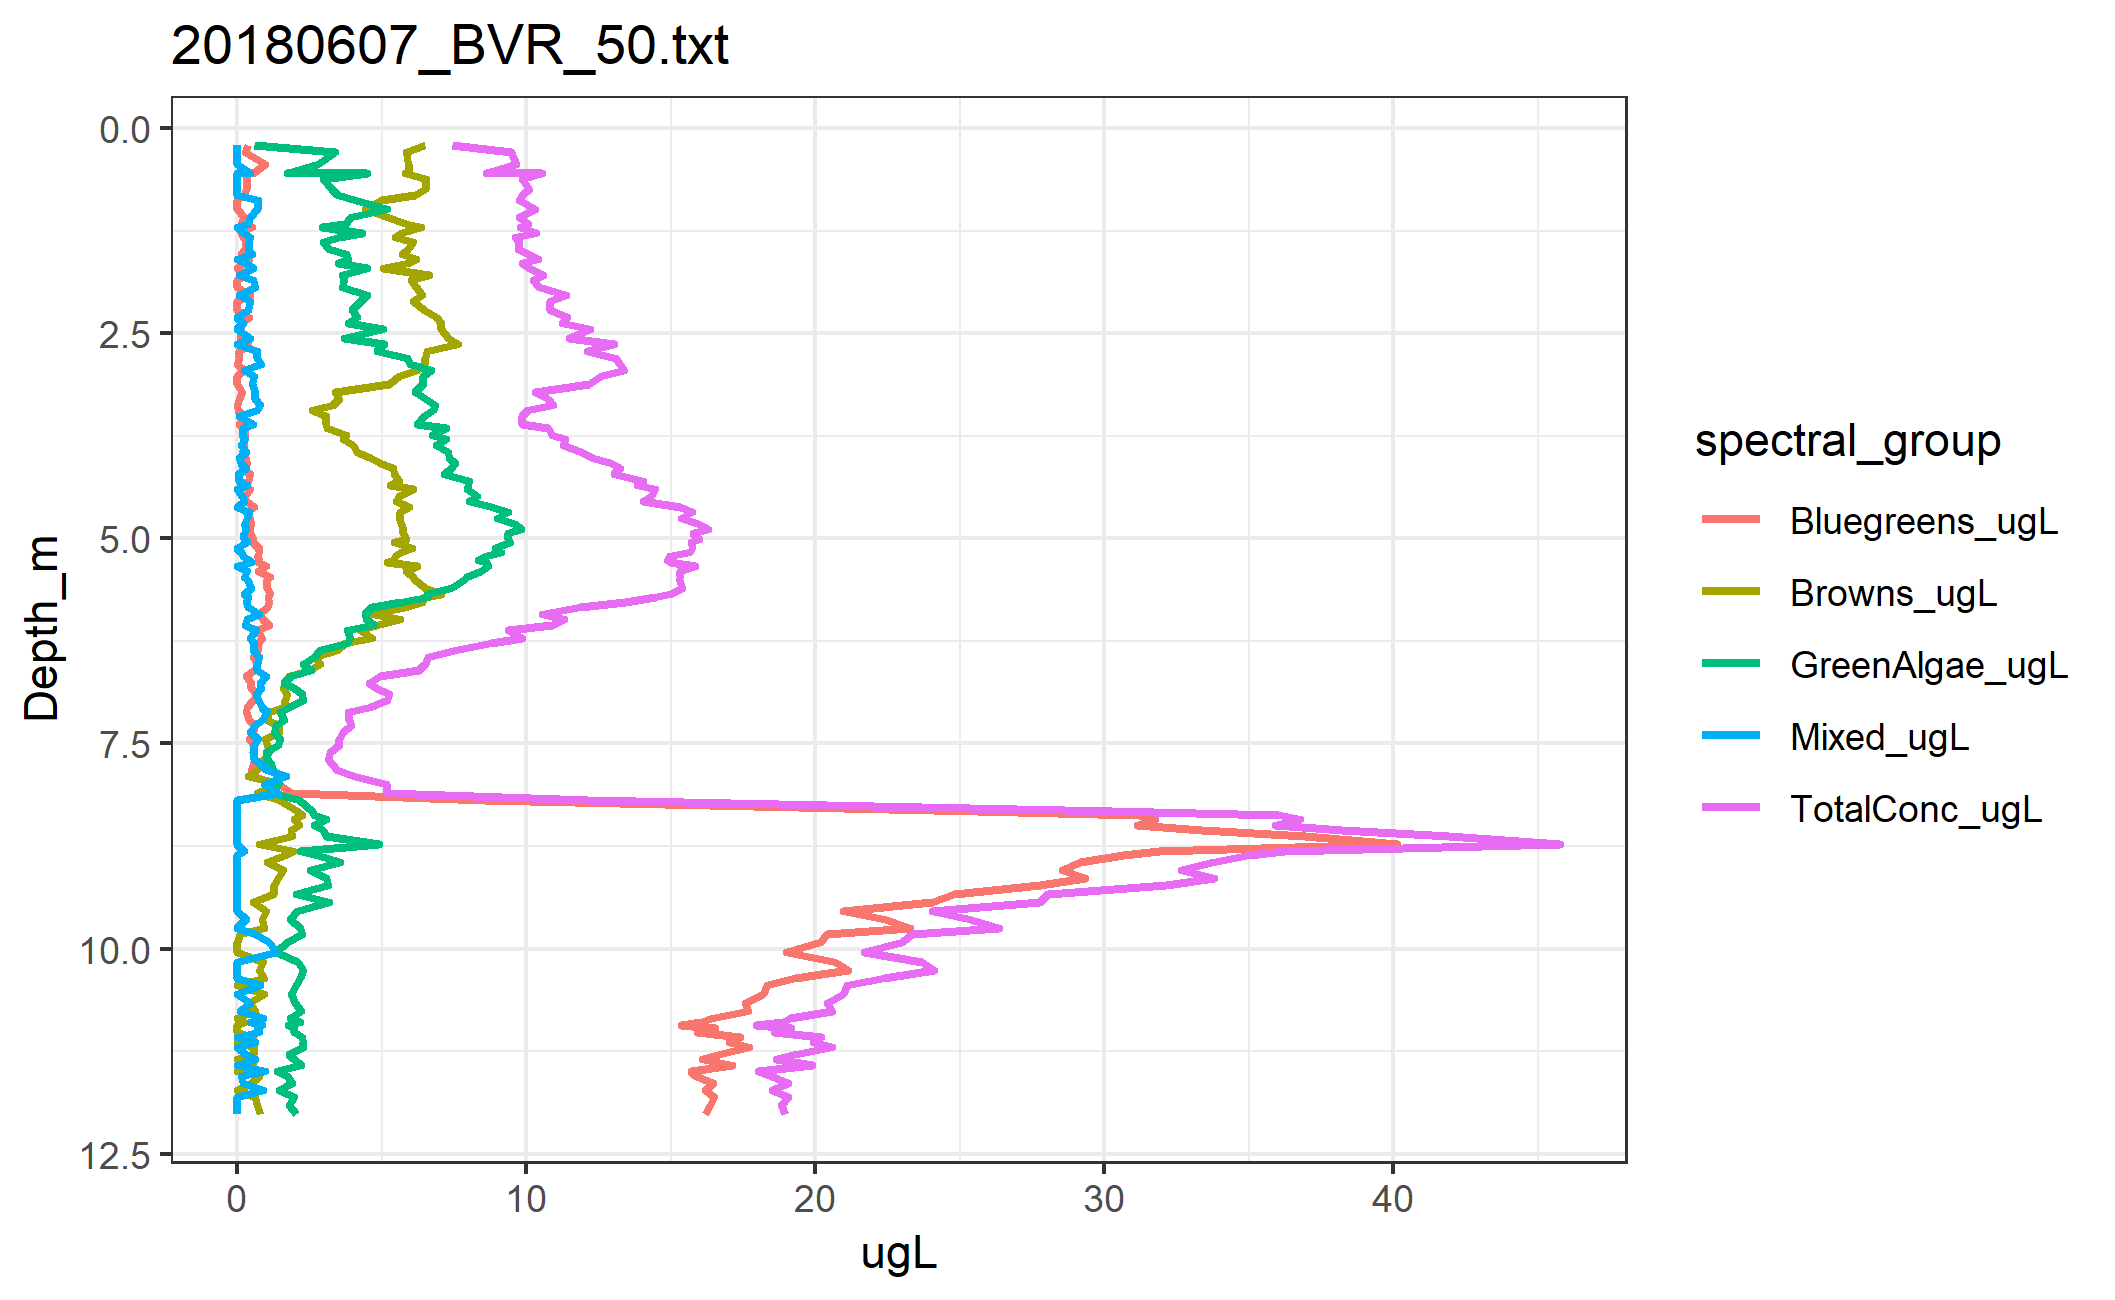 20180607_BVR_50.txt
Depth_m
0.0
2.5
5.0
7.5
10.0
12.5
0 10 20 30 40
ugL
spectral_group
Bluegreens_ugL
Browns_ugL
GreenAlgae_ugL
Mixed_ugL
TotalConc_ugL